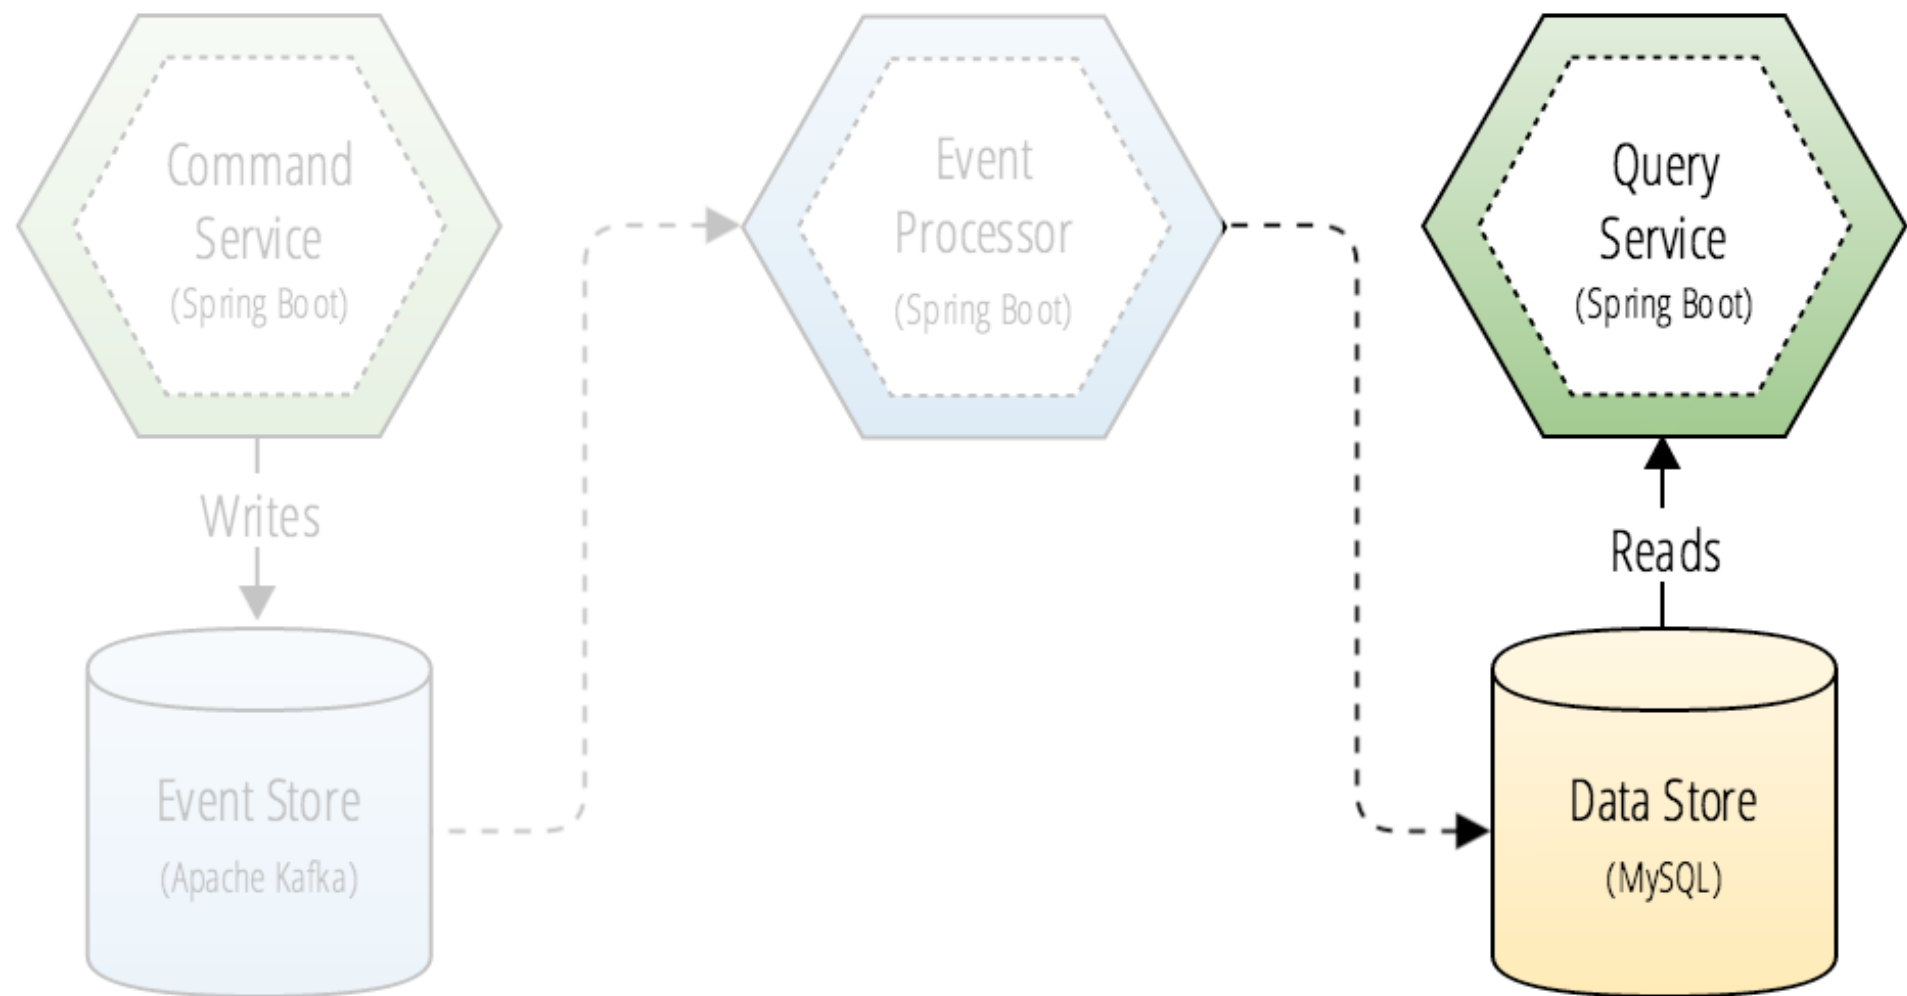 Command
Service
(Spring Boot)
Writes
Event Store
(Apache Kafka)
Event
Processor
(Spring Boot)
Query
Service
(Spring Boot)
Reads
Data Store
(MySQL)